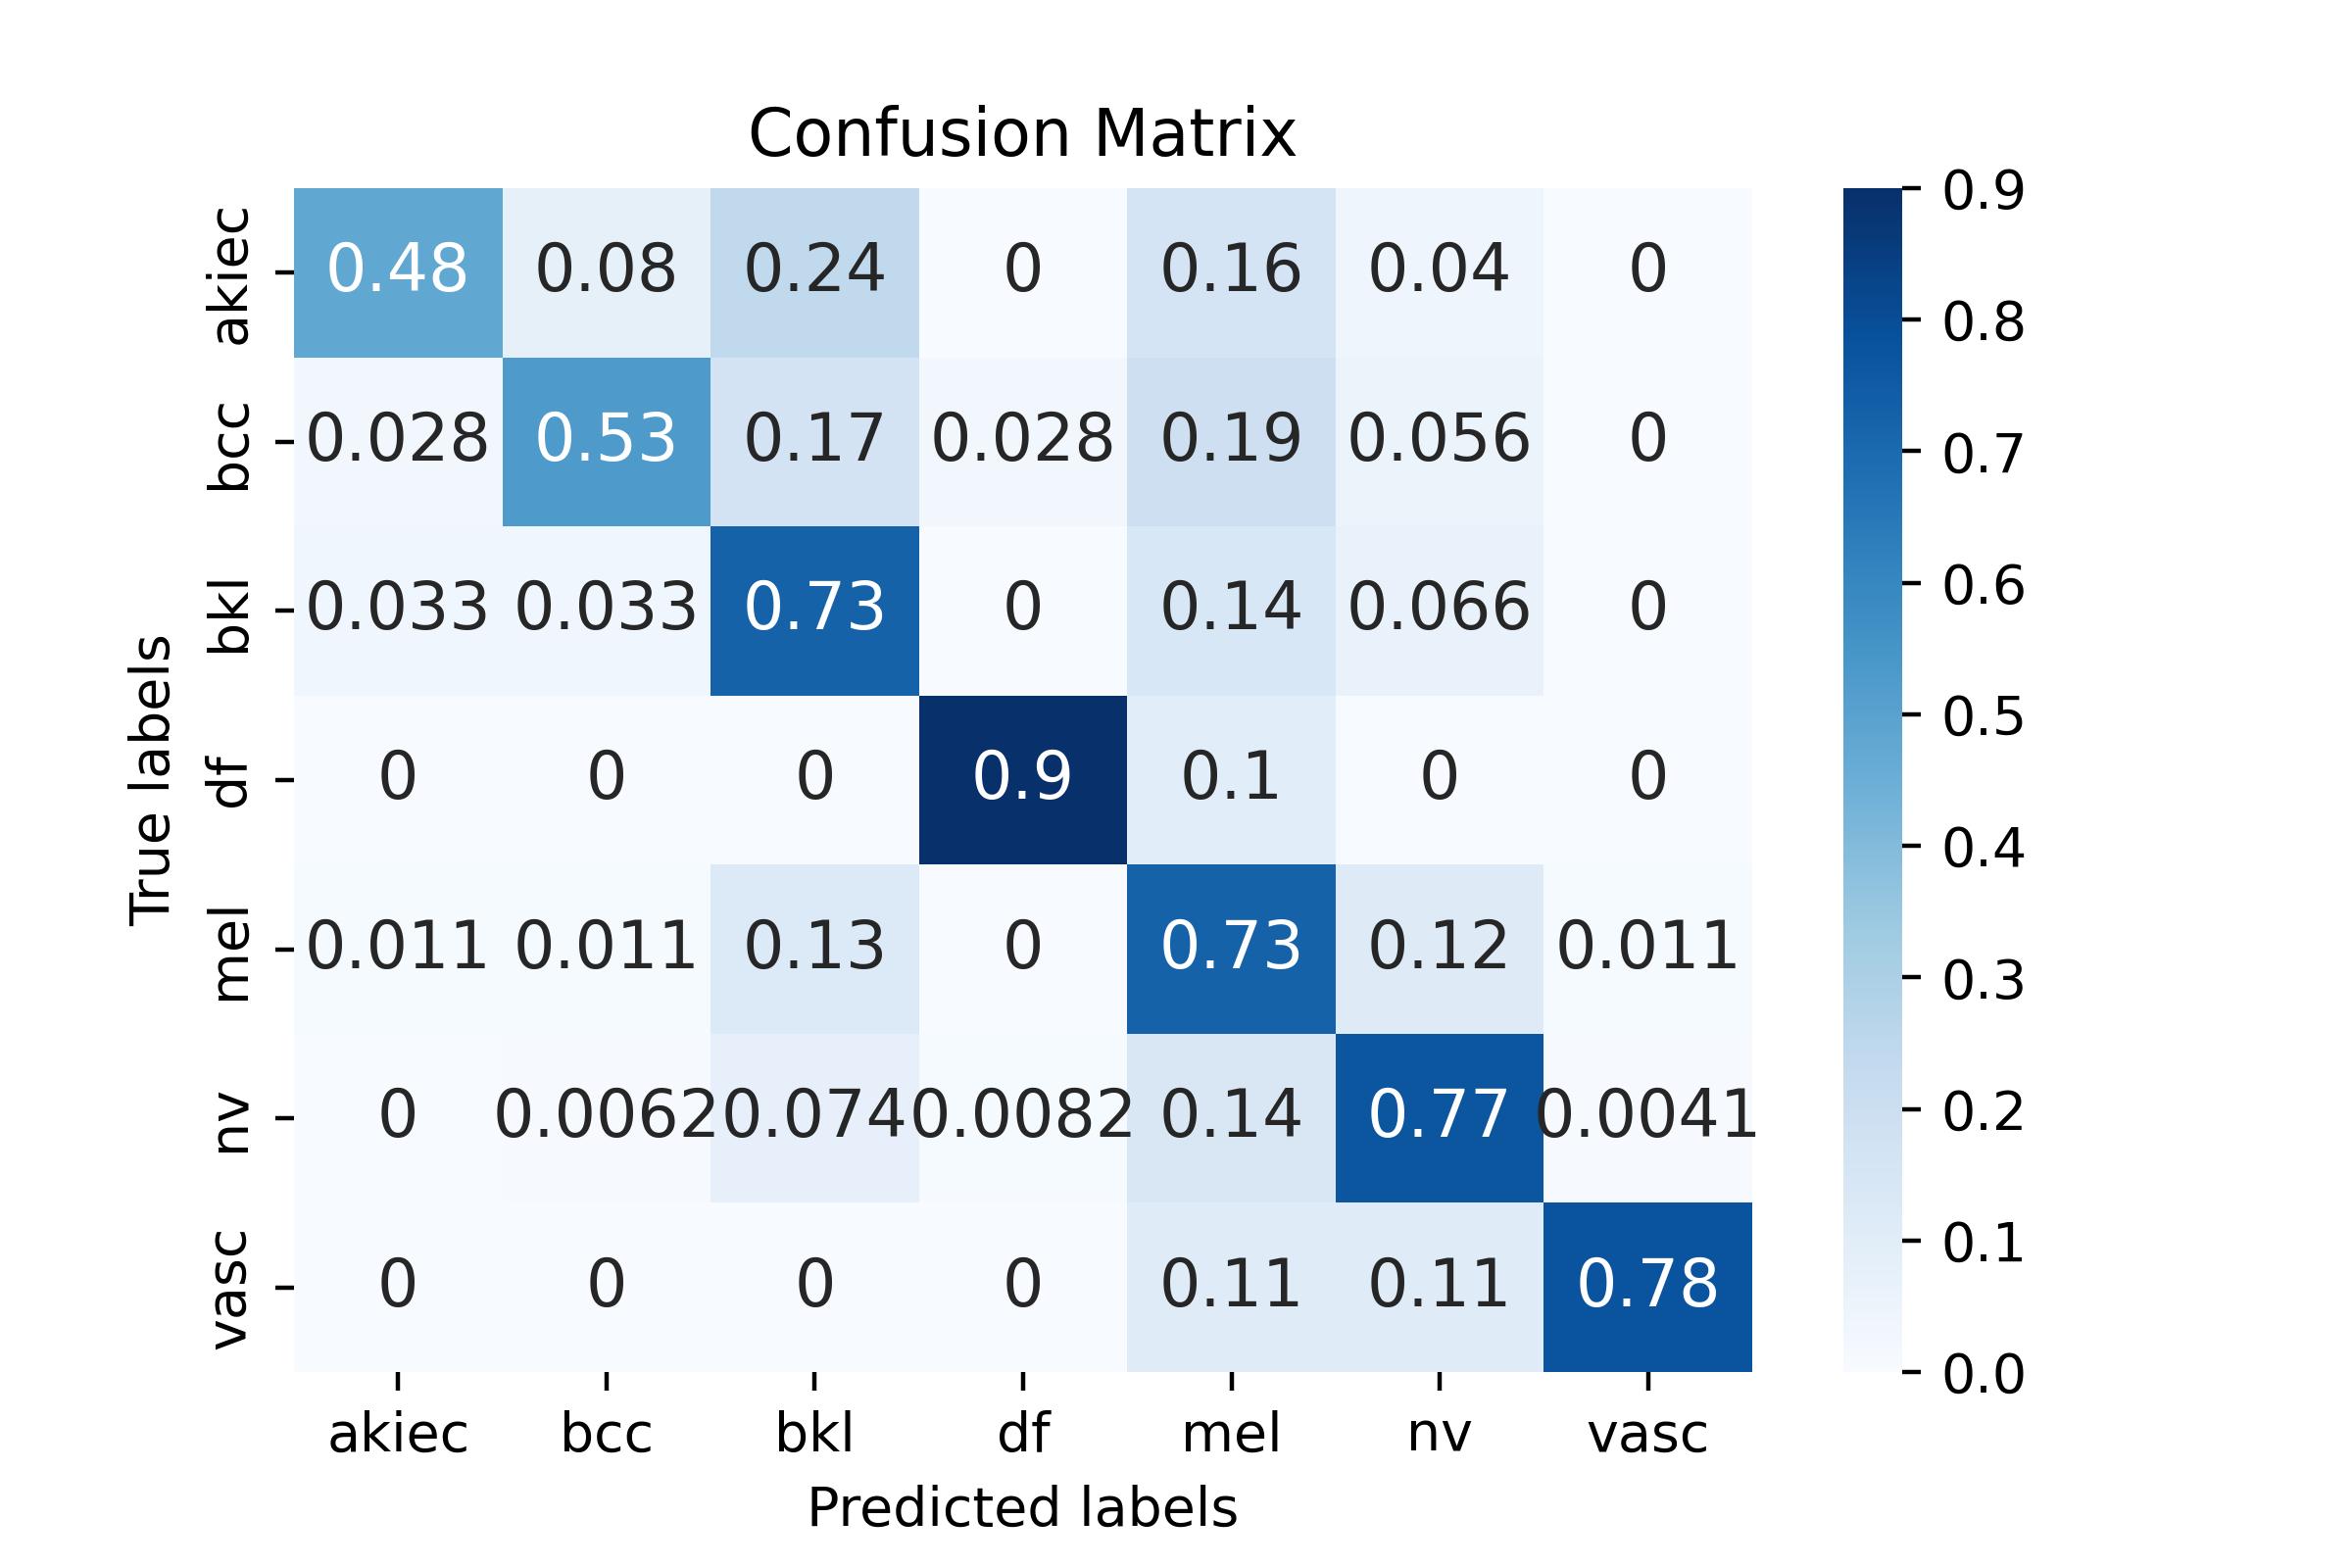 Confusion Matrix
akiec 0.48 0.08 0.24 0 0.16 0.04 0
bcc 0.028 0.53 0.17 0.028 0.19 0.056 0
bkl 0.033 0.033 0.73 0 0.14 0.066 0
df 0 0 0 0.9 0.1 0 0
mel 0.011 0.011 0.13 0 0.73 0.12 0.011
nv 0 0.0062 0.074 0.0082 0.14 0.77 0.0041
vasc 0 0 0 0 0.11 0.11 0.78
akiec bcc bkl df mel nv vasc
Predicted labels
True labels
0.9
0.8
0.7
0.6
0.5
0.4
0.3
0.2
0.1
0.0